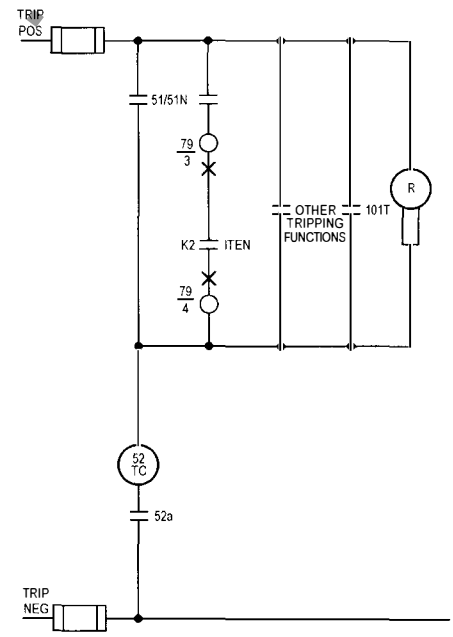 TRIP
POS
51/51N
79
3
R
OTHER
TRIPPING
FUNCTIONS
101T
K2 ITEN
79
4
52
TC
52a
TRIP
NEG